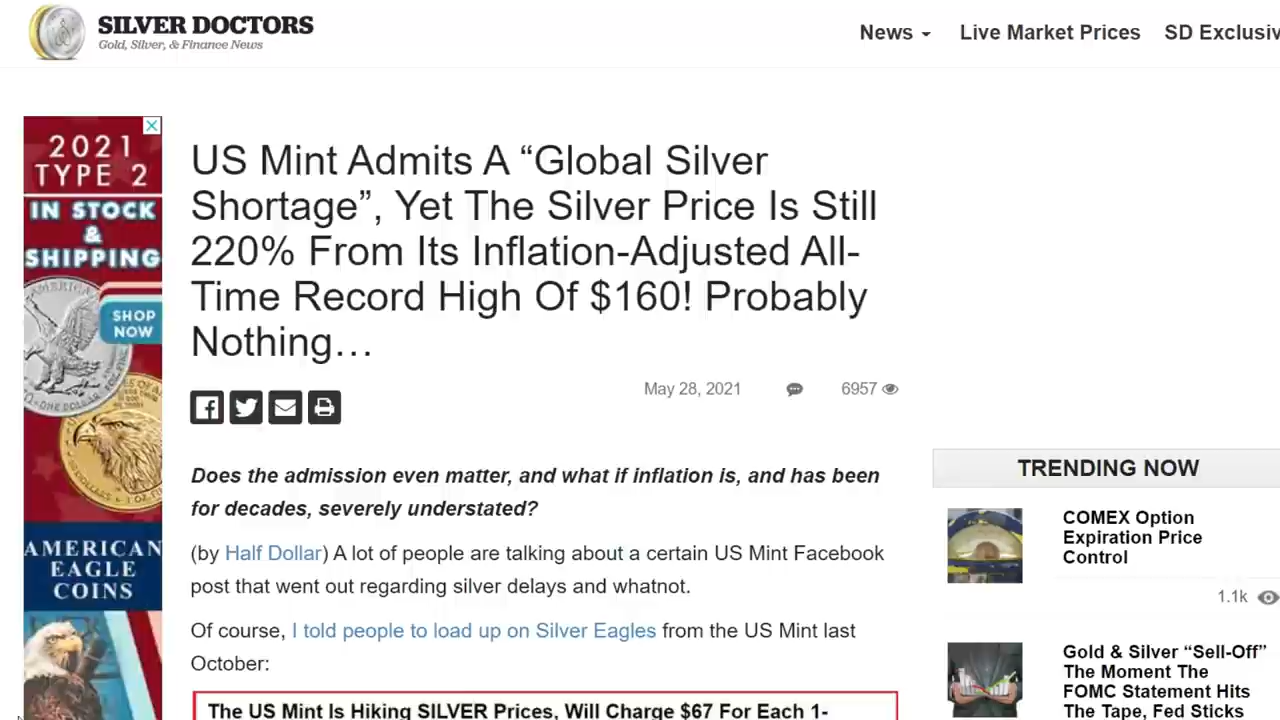 SILVER DOCTORS
Gold, Silver, & Finance News
News
Live Market Prices
SD Exclusiv
2021
TYPE 2
IN STOCK
&
SHIPPING
SHOP
NOW
AMERICAN
EAGLE
COINS
US Mint Admits A “Global Silver
Shortage”, Yet The Silver Price Is Still
220% From Its Inflation-Adjusted All-
Time Record High Of $160! Probably
Nothing…
May 28, 2021
6957
Does the admission even matter, and what if inflation is, and has been
for decades, severely understated?
(by Half Dollar) A lot of people are talking about a certain US Mint Facebook
post that went out regarding silver delays and whatnot.
Of course, I told people to load up on Silver Eagles from the US Mint last
October:
The US Mint Is Hiking SILVER Prices, Will Charge $67 For Each 1-
TRENDING NOW
COMEX Option
Expiration Price
Control
1.1k
Gold & Silver “Sell-Off”
The Moment The
FOMC Statement Hits
The Tape, Fed Sticks